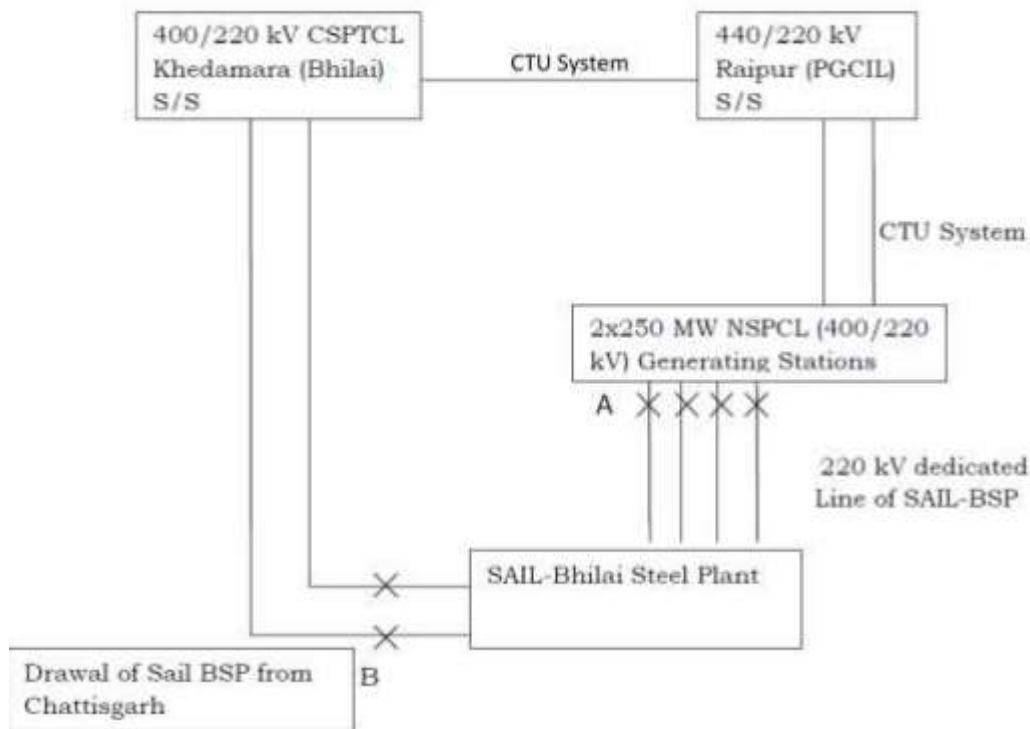 400/220 kV CSPTCL
Khedamara (Bhilai)
S/S
CTU System
440/220 kV
Raipur (PGCIL)
S/S
CTU System
2x250 MW NSPCL (400/220
kV) Generating Stations
A
220 kV dedicated
Line of SAIL-BSP
SAIL-Bhilai Steel Plant
B
Drawal of Sail BSP from
Chattisgarh